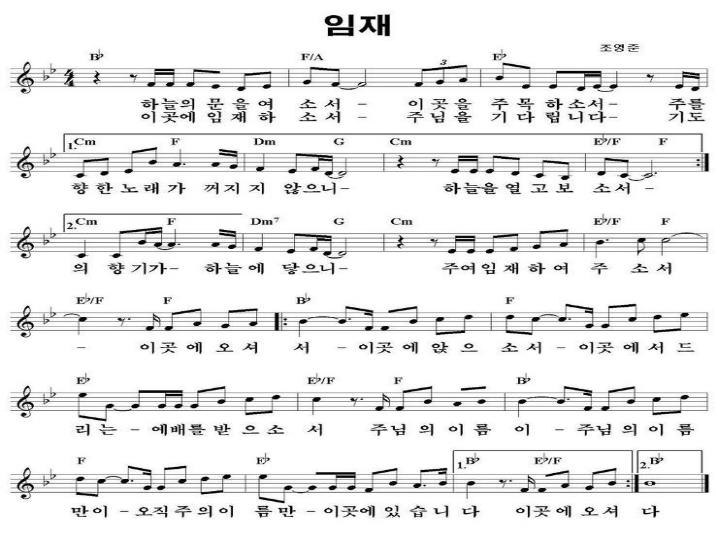 임재
조영준
B♭ F/A E♭
하늘의 문을 여 소서 - 이곳을 주목하소서 - 주를
이곳에임재하 소서 - 주님을 기다립니다 - 기도
1. Cm F Dm G Cm E♭/F F
향한노래가 꺼지지 않으니 - 하늘을열고보 소서 -
2. Cm F Dm7 G Cm E♭/F F
의 향기가 - 하늘에 닿으니 - 주여임재하여 주 소서
E♭/F F B♭ F
- 이곳에오셔 서 - 이곳에앉으 소서 - 이곳에서드
E♭ E♭/F F B♭
리는 - 예배를받으소서 주님의이름 이 - 주님의이름
F E♭ 1. B♭ E♭/F F 2. B♭
만이 - 오직주의이 름만 - 이곳에있습니 다 이곳에오셔 다